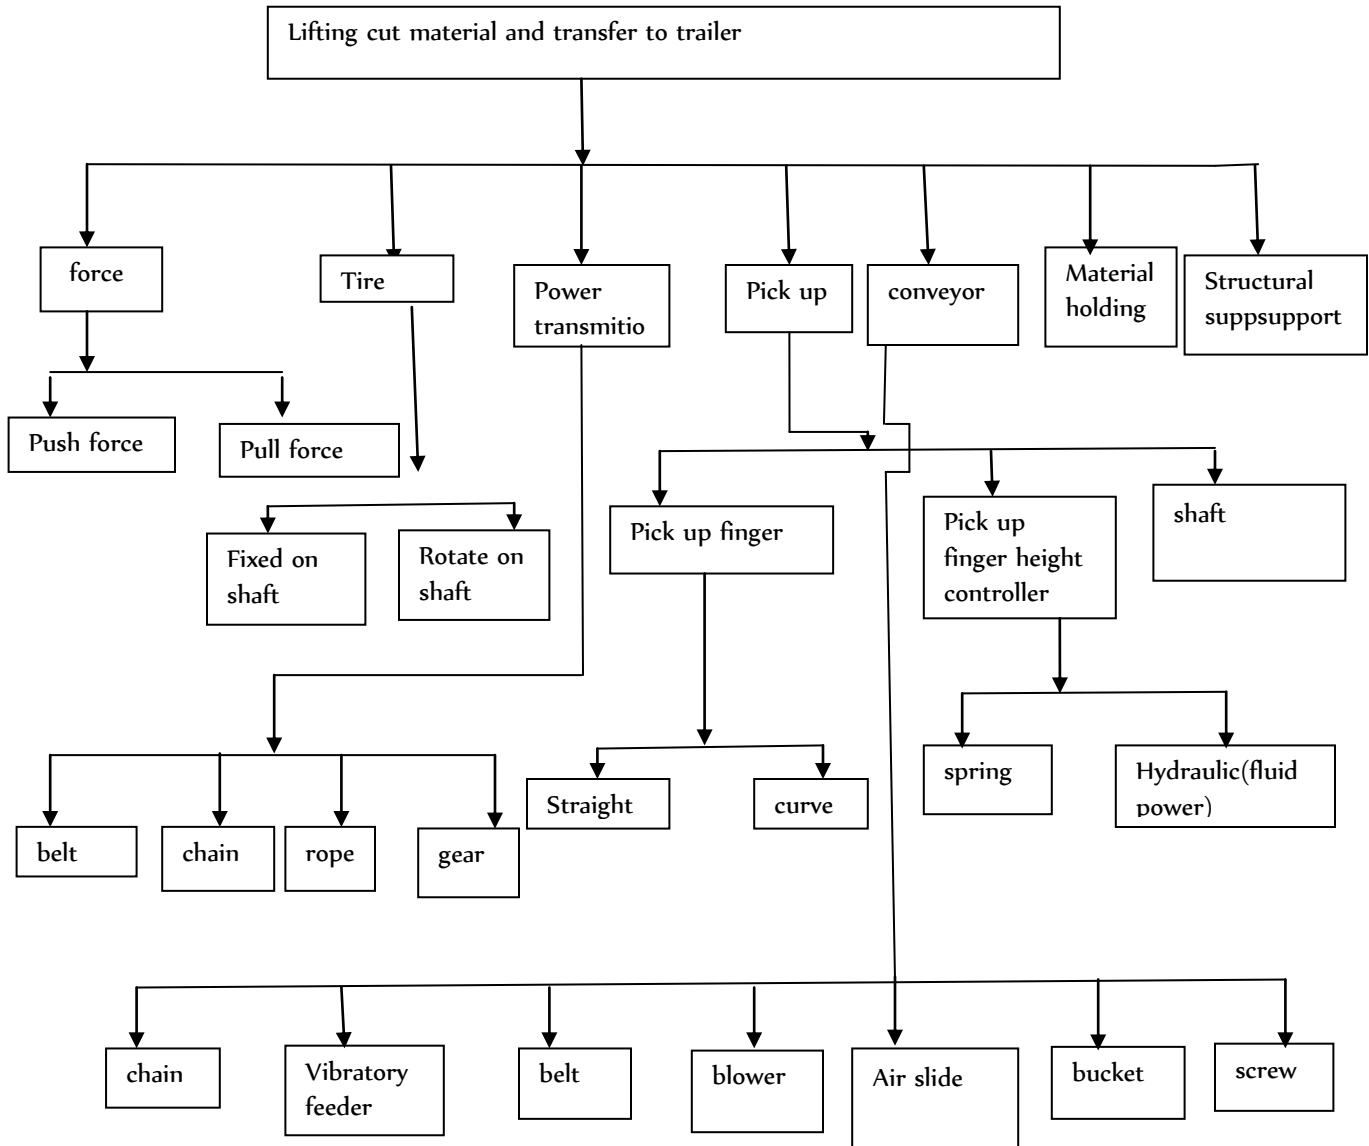 Lifting cut material and transfer to trailer
force
Tire
Power
transmitio
Pick up
conveyor
Material
holding
Structural
suppsupport
Push force
Pull force
Fixed on
shaft
Rotate on
shaft
Pick up finger
Pick up
finger height
controller
shaft
Straight
curve
spring
Hydraulic(fluid
power)
belt
chain
rope
gear
chain
Vibratory
feeder
belt
blower
Air slide
bucket
screw